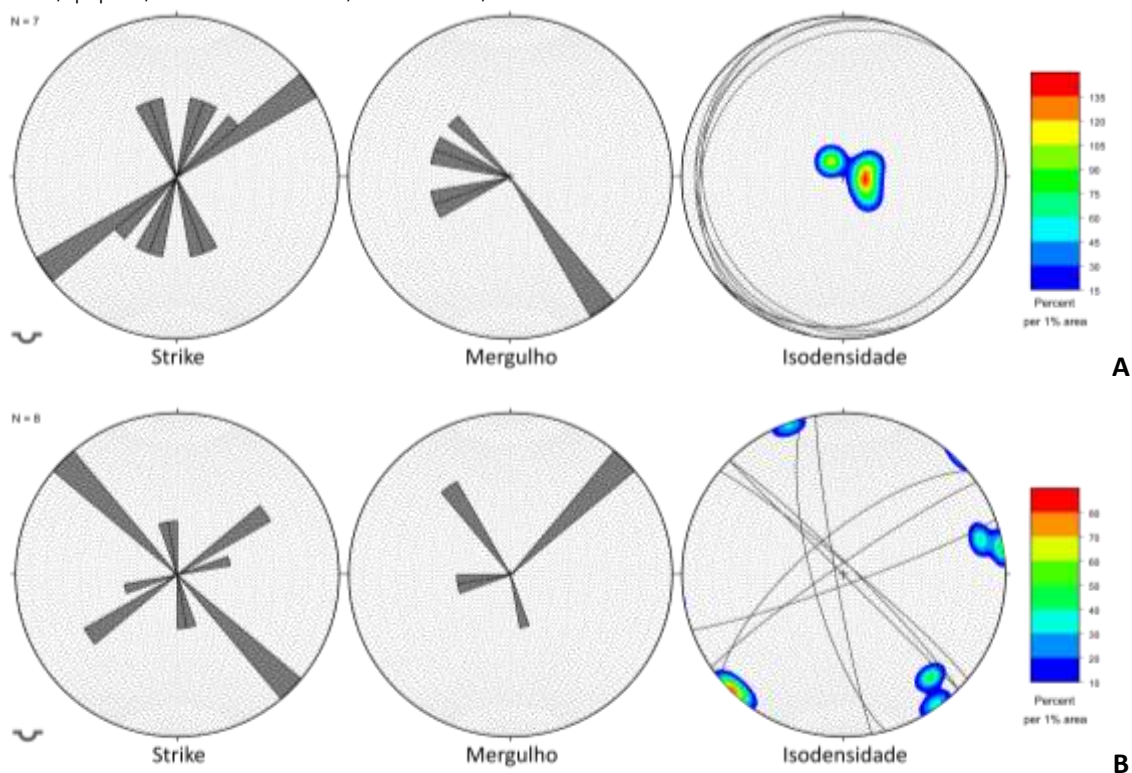 N = 7
135
120
105
90
75
60
45
30
15
Percent
per 1% area
Strike
Mergulho
Isodensidade
A
N = 8
80
70
60
50
40
30
20
10
Percent
per 1% area
Strike
Mergulho
Isodensidade
B